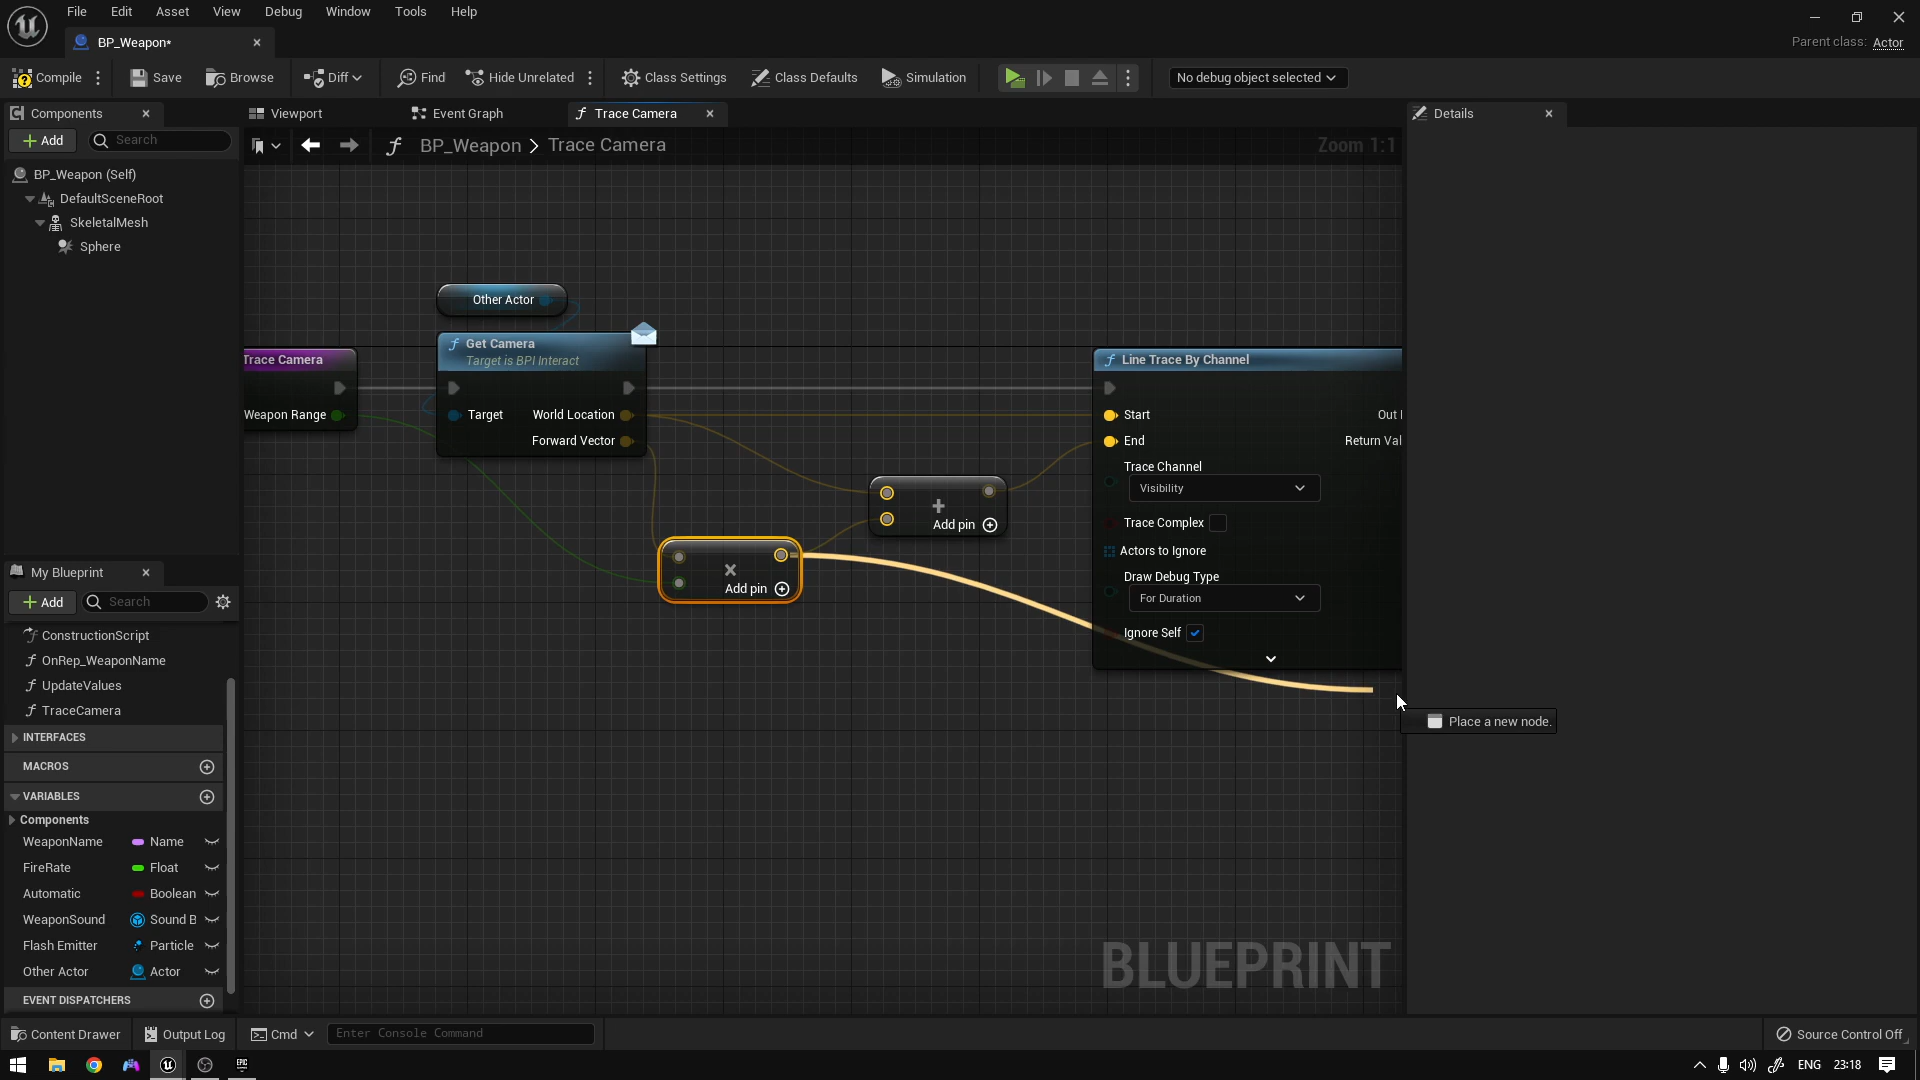 File Edit Asset View Debug Window Tools Help
BP_Weapon*
Parent class: Actor
Compile Save Browse Diff Find Hide Unrelated Class Settings Class Defaults Simulation No debug object selected
Components Viewport Event Graph Trace Camera Details
Add Search
BP_Weapon > Trace Camera
Zoom 1:1
BP_Weapon (Self)
DefaultSceneRoot
SkeletalMesh
Sphere
Other Actor
Trace Camera
Weapon Range
Get Camera
Target is BPI Interact
Target World Location
Forward Vector
Add pin
Add pin
Line Trace By Channel
Start
End
Return Val
Trace Channel
Visibility
Trace Complex
Actors to Ignore
Draw Debug Type
For Duration
Ignore Self
Place a new node.
BLUEPRINT
My Blueprint
Add Search
ConstructionScript
OnRep_WeaponName
UpdateValues
TraceCamera
INTERFACES
MACROS
VARIABLES
Components
WeaponName Name
FireRate Float
Automatic Boolean
WeaponSound Sound B
Flash Emitter Particle
Other Actor Actor
EVENT DISPATCHERS
Content Drawer Output Log Cmd Enter Console Command Source Control Off
EPIC
ENG 23:18